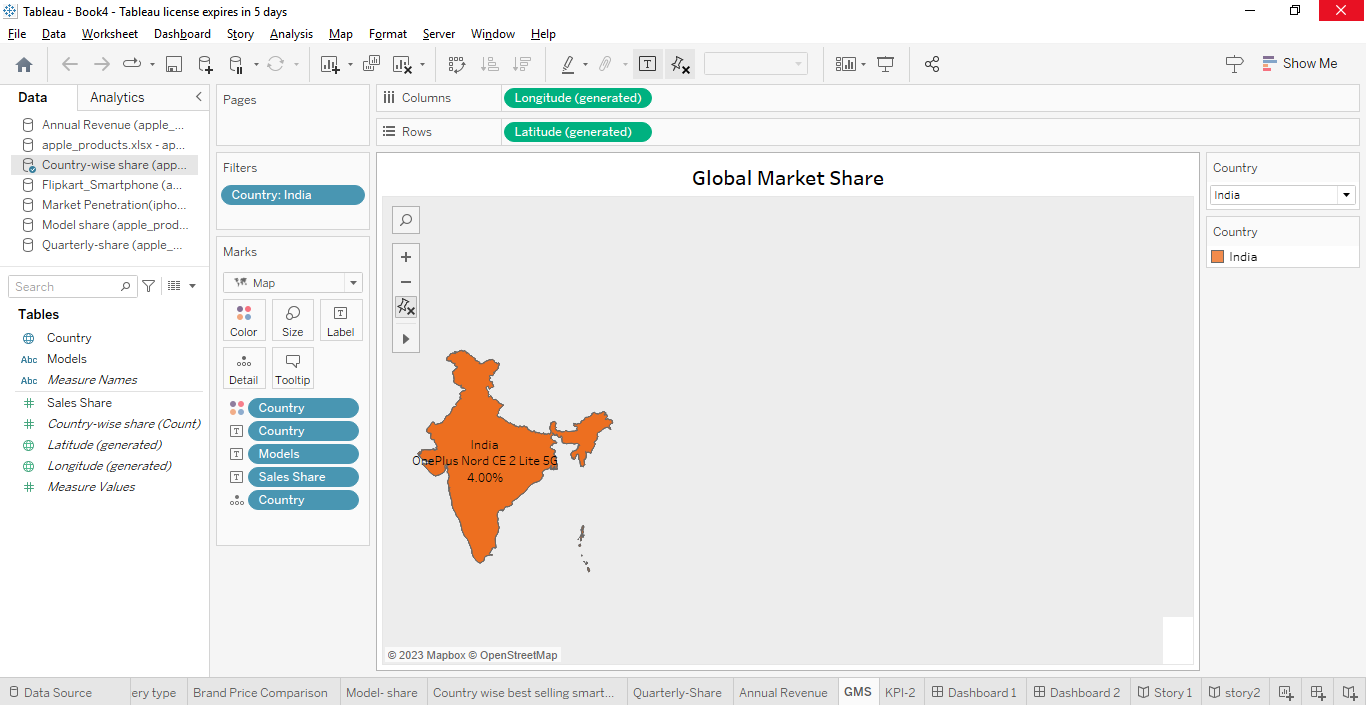 Tableau - Book4 - Tableau license expires in 5 days
File Data Worksheet Dashboard Story Analysis Map Format Server Window Help
Show Me
Data Analytics
Annual Revenue (apple_...
apple_products.xlsx - ap...
Country-wise share (app...
Flipkart_Smartphone (a...
Market Penetration(ipho...
Model share (apple_prod...
Quarterly-share (apple_...
Search
Tables
Country
Abc Models
Abc Measure Names
Sales Share
Country-wise share (Count)
Latitude (generated)
Longitude (generated)
Measure Values
Pages
Filters
Country: India
Marks
Map
Color Size T Label
Detail Tooltip
Country
T Country
T Models
T Sales Share
Country
Columns Longitude (generated)
Rows Latitude (generated)
Global Market Share
India
OnePlus Nord CE 2 Lite 5G
4.00%
© 2023 Mapbox © OpenStreetMap
Country
India
Country
India
Data Source ery type Brand Price Comparison Model- share Country wise best selling smart... Quarterly-Share Annual Revenue GMS KPI-2 Dashboard 1 Dashboard 2 Story 1 story2